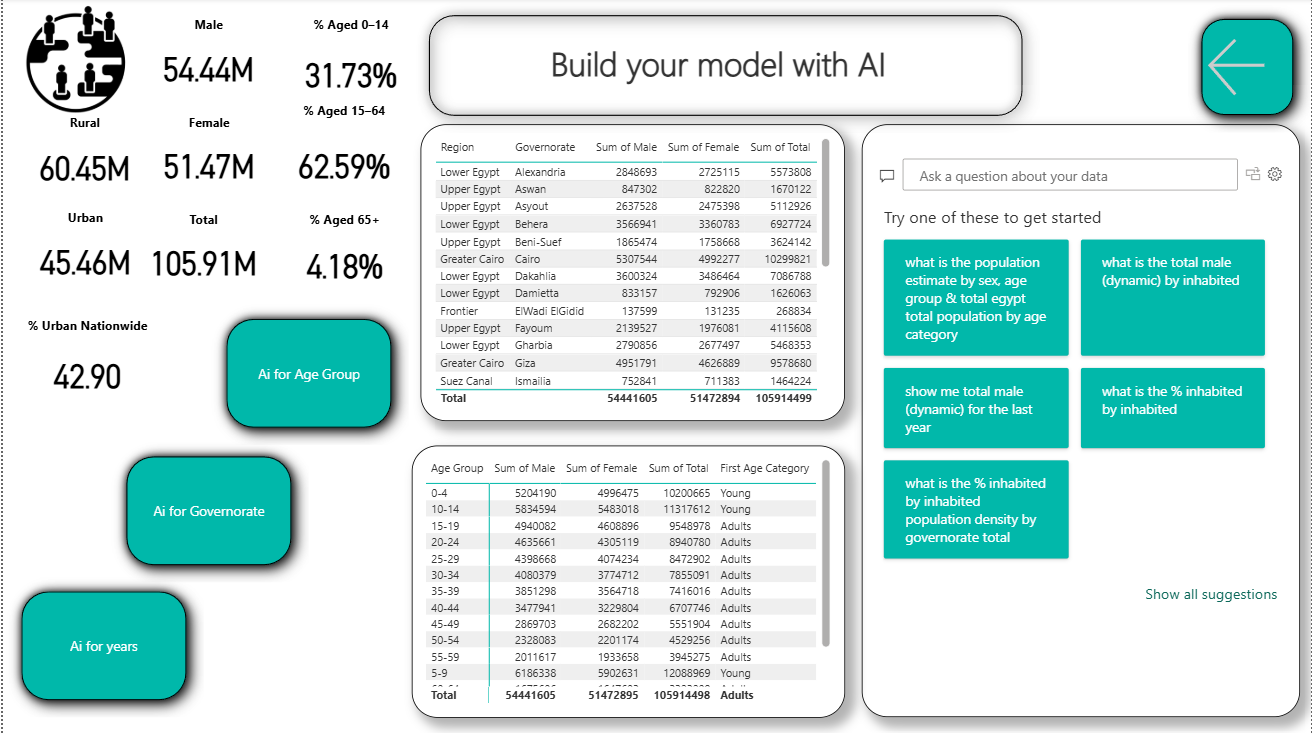 Male
% Aged 0–14
54.44M
31.73%
% Aged 15–64
Rural
Female
60.45M
51.47M
62.59%
Urban
Total
% Aged 65+
45.46M
105.91M
4.18%
% Urban Nationwide
42.90
Ai for Age Group
Ai for Governorate
Ai for years
Build your model with AI
Region Governorate Sum of Male Sum of Female Sum of Total
Lower Egypt Alexandria 2848693 2725115 5573808
Upper Egypt Aswan 847302 822820 1670122
Upper Egypt Asyout 2637528 2475398 5112926
Lower Egypt Behera 3566941 3360783 6927724
Upper Egypt Beni-Suef 1865474 1758668 3624142
Greater Cairo Cairo 5307544 4992277 10299821
Lower Egypt Dakahlia 3600324 3486464 7086788
Lower Egypt Damietta 833157 792906 1626063
Frontier ElWadi ElGidid 137599 131235 268834
Upper Egypt Fayoum 2139527 1976081 4115608
Lower Egypt Gharbia 2790856 2677497 5468353
Greater Cairo Giza 4951791 4626889 9578680
Suez Canal Ismailia 752841 711383 1464224
Total 54441605 51472894 105914499
Age Group Sum of Male Sum of Female Sum of Total First Age Category
0-4 5204190 4996475 10200665 Young
10-14 5834594 5483018 11317612 Young
15-19 4940082 4608896 9548978 Adults
20-24 4635661 4305119 8940780 Adults
25-29 4398668 4074234 8472902 Adults
30-34 4080379 3774712 7855091 Adults
35-39 3851298 3564718 7416016 Adults
40-44 3477941 3229804 6707746 Adults
45-49 2869703 2682202 5551904 Adults
50-54 2328083 2201174 4529256 Adults
55-59 2011617 1933658 3945275 Adults
5-9 6186338 5902631 12088969 Young
Total 54441605 51472895 105914498 Adults
Ask a question about your data
Try one of these to get started
what is the population
estimate by sex, age
group & total egypt
total population by age
category
what is the total male
(dynamic) by inhabited
show me total male
(dynamic) for the last
year
what is the % inhabited
by inhabited
what is the % inhabited
by inhabited
population density by
governorate total
Show all suggestions